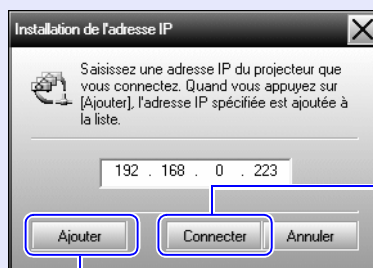 Installation de l'adresse IP
Saisissez une adresse IP du projecteur que
vous connectez. Quand vous appuyez sur
[Ajouter], l'adresse IP spécifiée est ajoutée à
la liste.
192 . 168 . 0 . 223
Ajouter Connecter Annuler